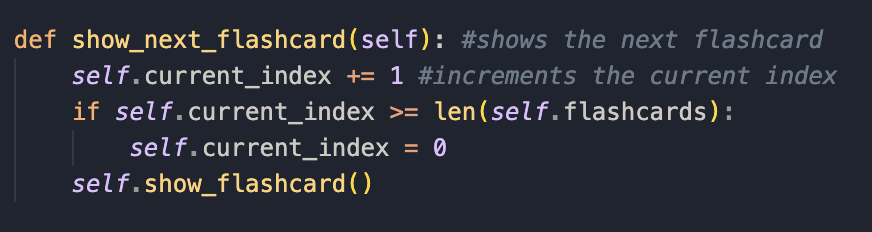 def show_next_flashcard(self): #shows the next flashcard
    self.current_index += 1 #increments the current index
    if self.current_index >= len(self.flashcards):
        self.current_index = 0
    self.show_flashcard()